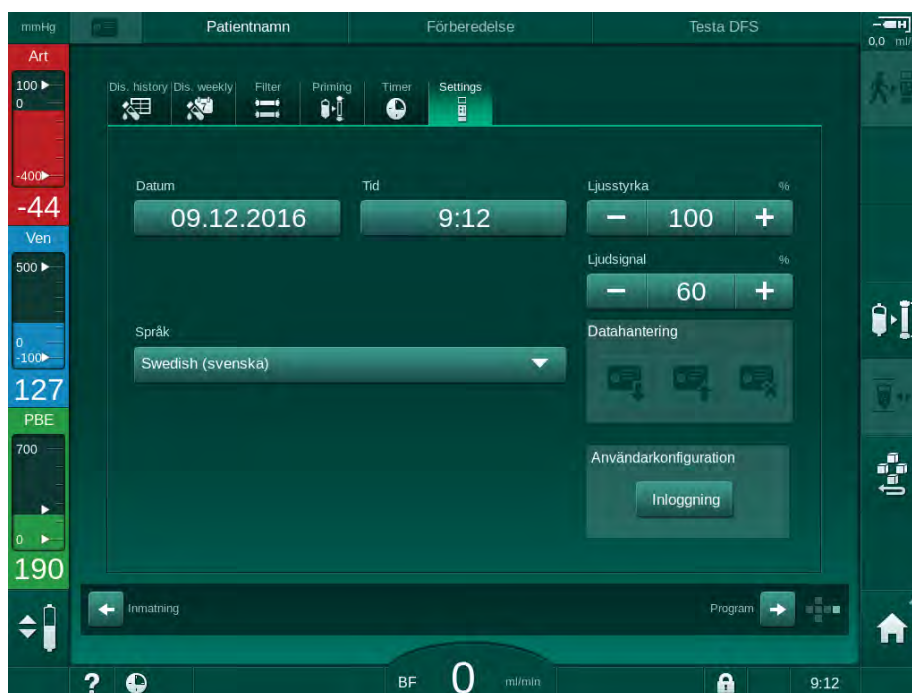 mmHg
Patientnamn
Förberedelse
Testa DFS
0,0 ml/
Art
100
0
-400
-44
Ven
500
0
-100
127
PBE
700
0
190
Dis. history
Dis. weekly
Filter
Priming
Timer
Settings
7
Datum
Tid
Ljusstyrka %
09.12.2016
9:12
− 100 +
Ljudsignal %
− 60 +
Språk
Swedish (svenska)
Datahantering
Användarkonfiguration
Inloggning
Inmatning
Program
? BF 0 ml/min 9:12